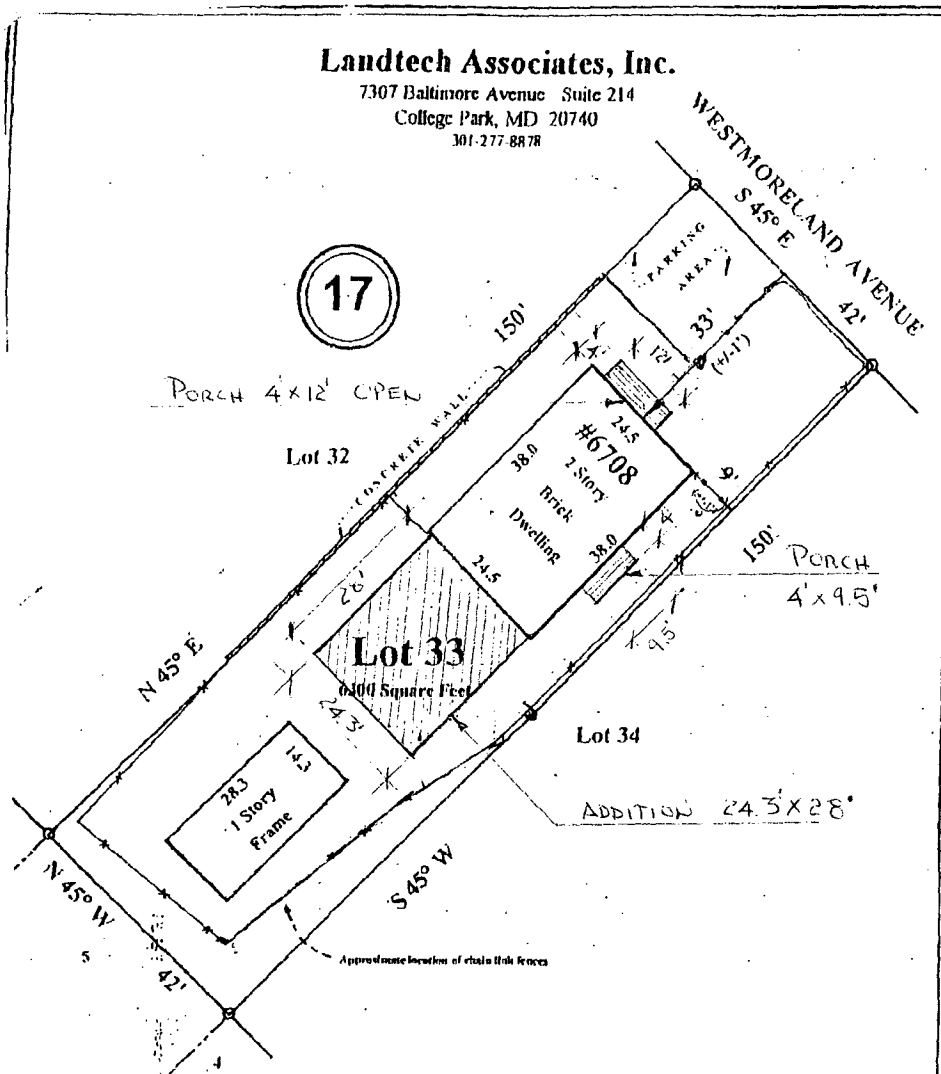 Landtech Associates, Inc.
7307 Baltimore Avenue Suite 214
College Park, MD 20740
301-277-8878
WESTMORELAND AVENUE
S 45° E
42'
PARKING
AREA
17
150'
33'
(+/-1')
12'
PORCH 4'x12' OPEN
Lot 32
CONCRETE WALL
24.5
#6708
2 Story
Brick
Dwelling
38.0
38.0
9'
4'
150'
PORCH
4' x 9.5'
9.5'
24.5
28'
Lot 33
6300 Square Feet
24.3'
N 45° E
Lot 34
28.3
14.3
1 Story
Frame
ADDITION 24.3' x 28'
S 45° W
N 45° W
42'
Approximate location of chain link fences
5
4